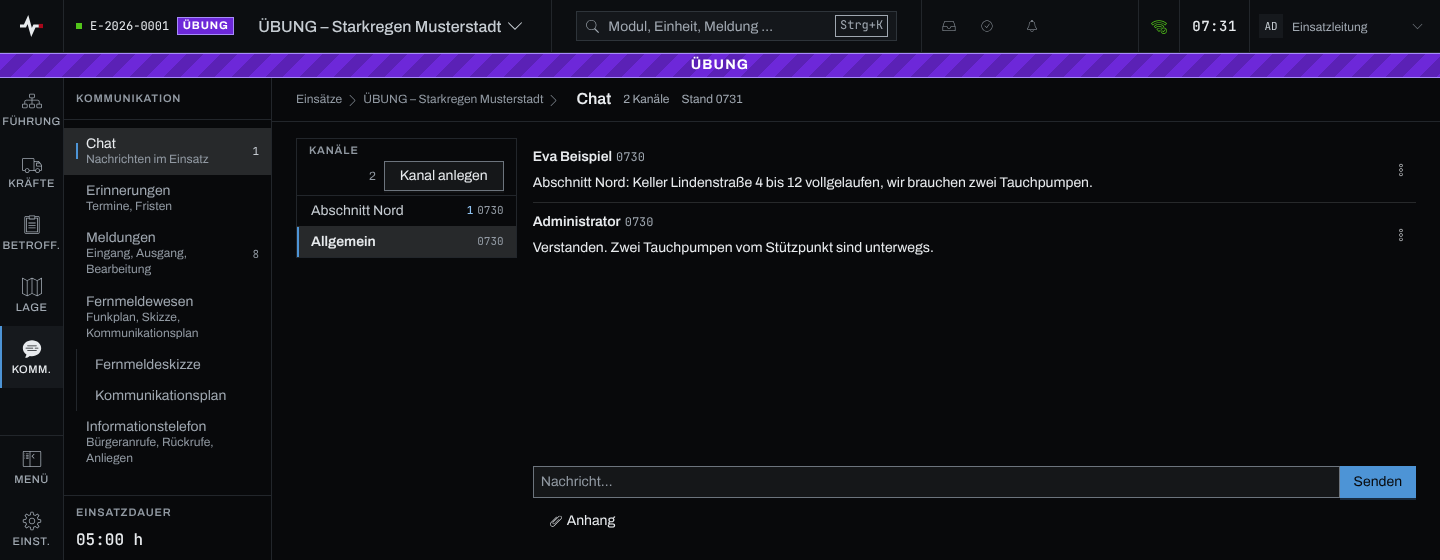 E-2026-0001 ÜBUNG ÜBUNG – Starkregen Musterstadt
Modul, Einheit, Meldung ... Strg+K
07:31
AD Einsatzleitung
ÜBUNG
FÜHRUNG
KRÄFTE
BETROFF.
LAGE
KOMM.
MENÜ
EINST.
KOMMUNIKATION
Chat
Nachrichten im Einsatz
1
Erinnerungen
Termine, Fristen
Meldungen
Eingang, Ausgang,
Bearbeitung
8
Fernmeldewesen
Funkplan, Skizze,
Kommunikationsplan
Fernmeldeskizze
Kommunikationsplan
Informationstelefon
Bürgeranrufe, Rückrufe,
Anliegen
EINSATZDAUER
05:00 h
Einsätze ÜBUNG – Starkregen Musterstadt Chat 2 Kanäle Stand 0731
KANÄLE
2 Kanal anlegen
Abschnitt Nord 1 0730
Allgemein 0730
Eva Beispiel 0730
Abschnitt Nord: Keller Lindenstraße 4 bis 12 vollgelaufen, wir brauchen zwei Tauchpumpen.
Administrator 0730
Verstanden. Zwei Tauchpumpen vom Stützpunkt sind unterwegs.
Nachricht... Senden
Anhang